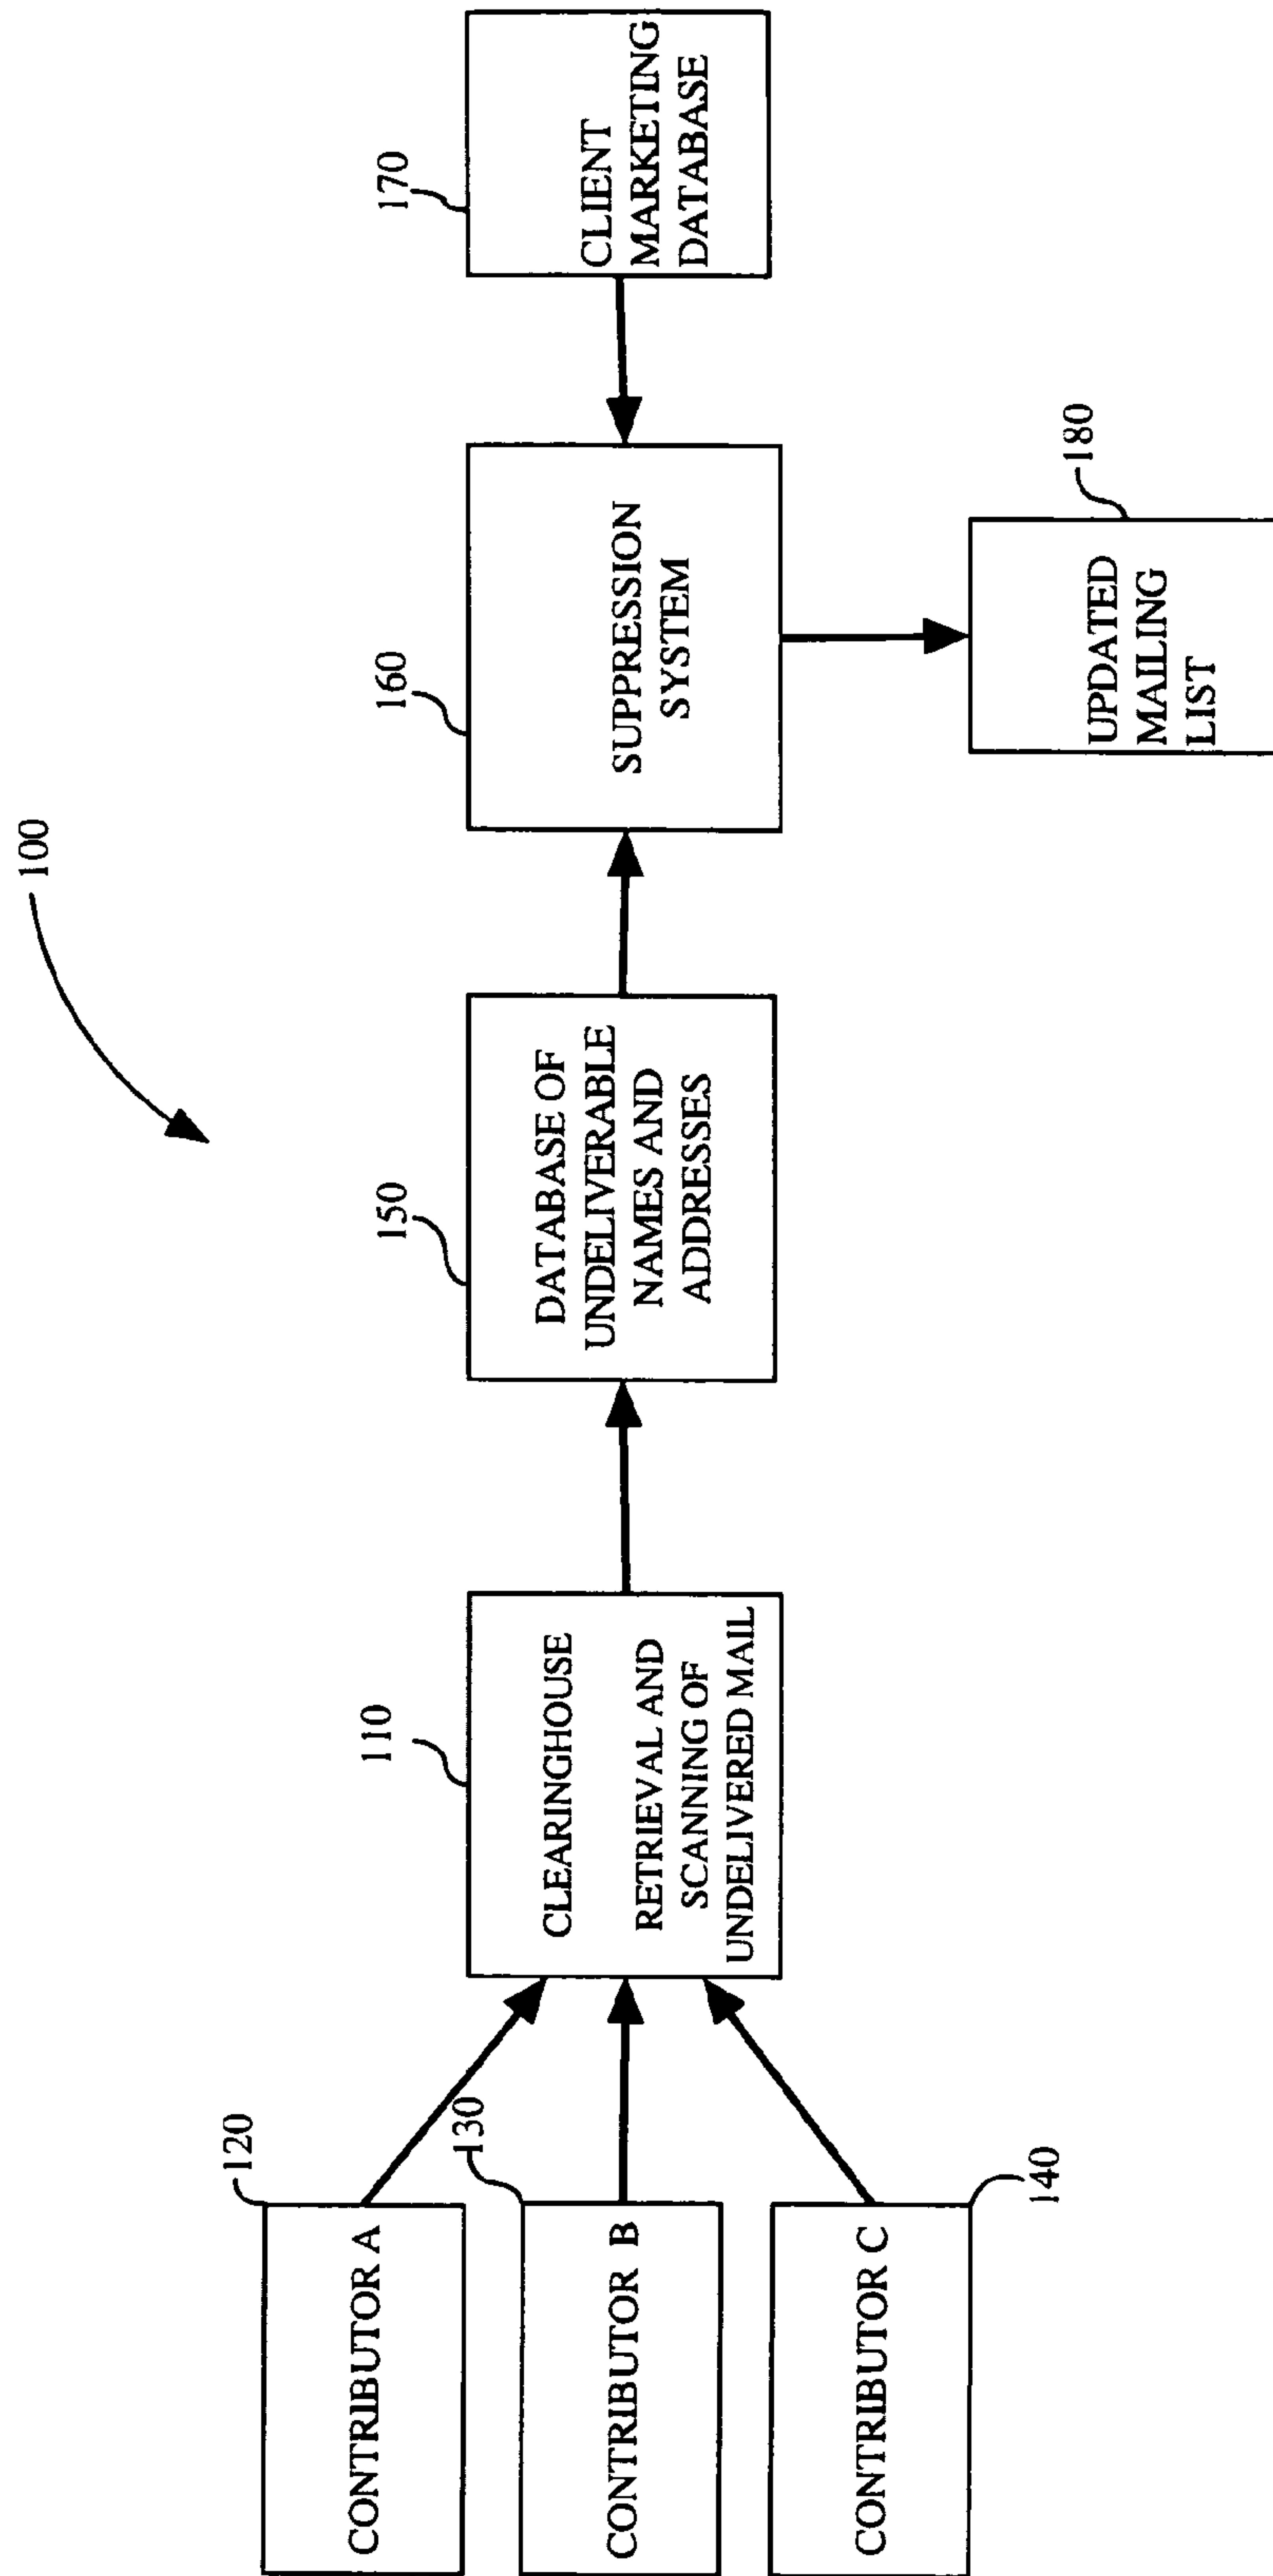 100
120
CONTRIBUTOR A
130
CONTRIBUTOR B
140
CONTRIBUTOR C
110
CLEARINGHOUSE
RETRIEVAL AND
SCANNING OF
UNDELIVERED MAIL
150
DATABASE OF
UNDELIVERABLE
NAMES AND
ADDRESSES
160
SUPPRESSION
SYSTEM
170
CLIENT
MARKETING
DATABASE
180
UPDATED
MAILING
LIST